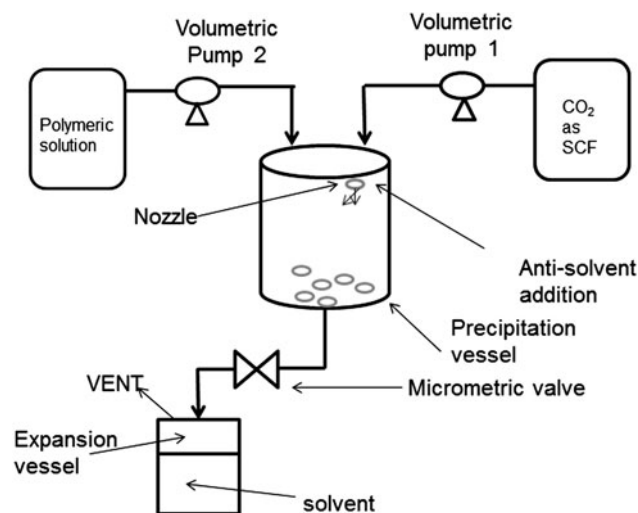 Volumetric
Pump 2
Volumetric
pump 1
Polymeric
solution
CO₂
as
SCF
Nozzle
Anti-solvent
addition
Precipitation
vessel
Micrometric valve
VENT
Expansion
vessel
solvent